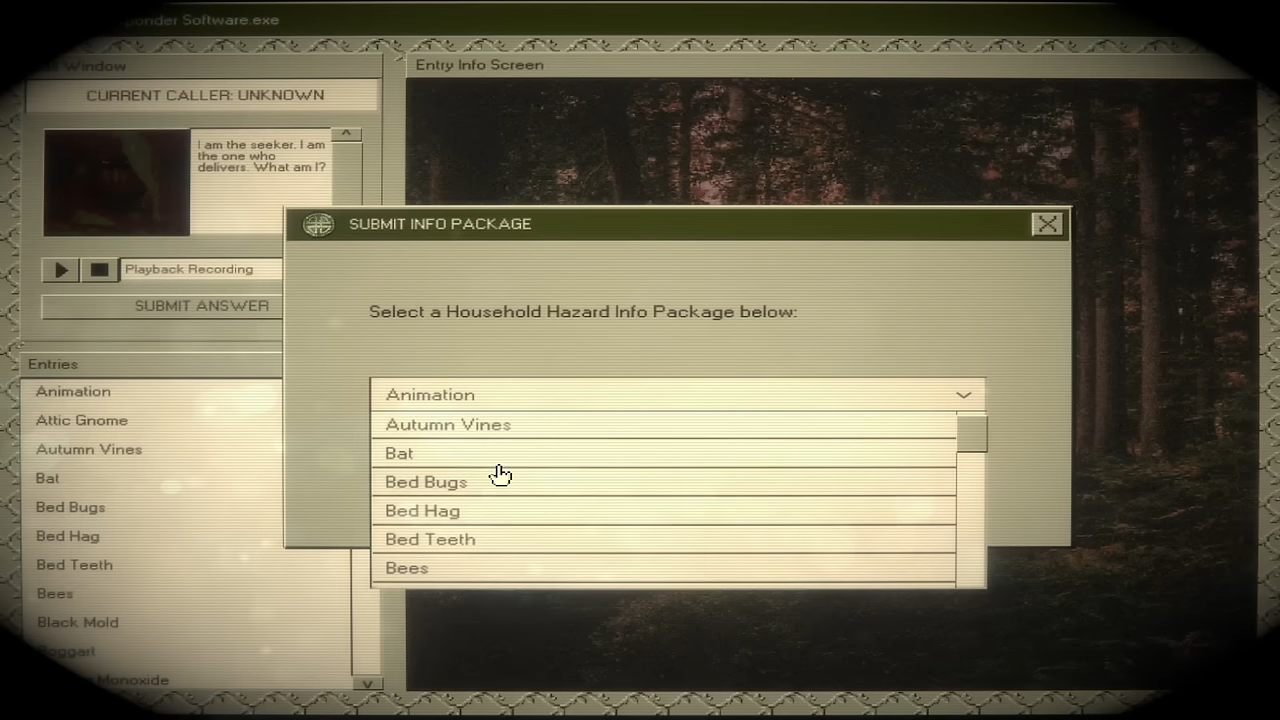 ponder Software.exe
Window
Entry Info Screen
CURRENT CALLER: UNKNOWN
I am the seeker. I am
the one who
delivers. What am I?
SUBMIT INFO PACKAGE
Playback Recording
SUBMIT ANSWER
Select a Household Hazard Info Package below:
Entries
Animation
Attic Gnome
Autumn Vines
Bat
Bed Bugs
Bed Hag
Bed Teeth
Bees
Black Mold
oggart
Monoxide
Animation
Autumn Vines
Bat
Bed Bugs
Bed Hag
Bed Teeth
Bees